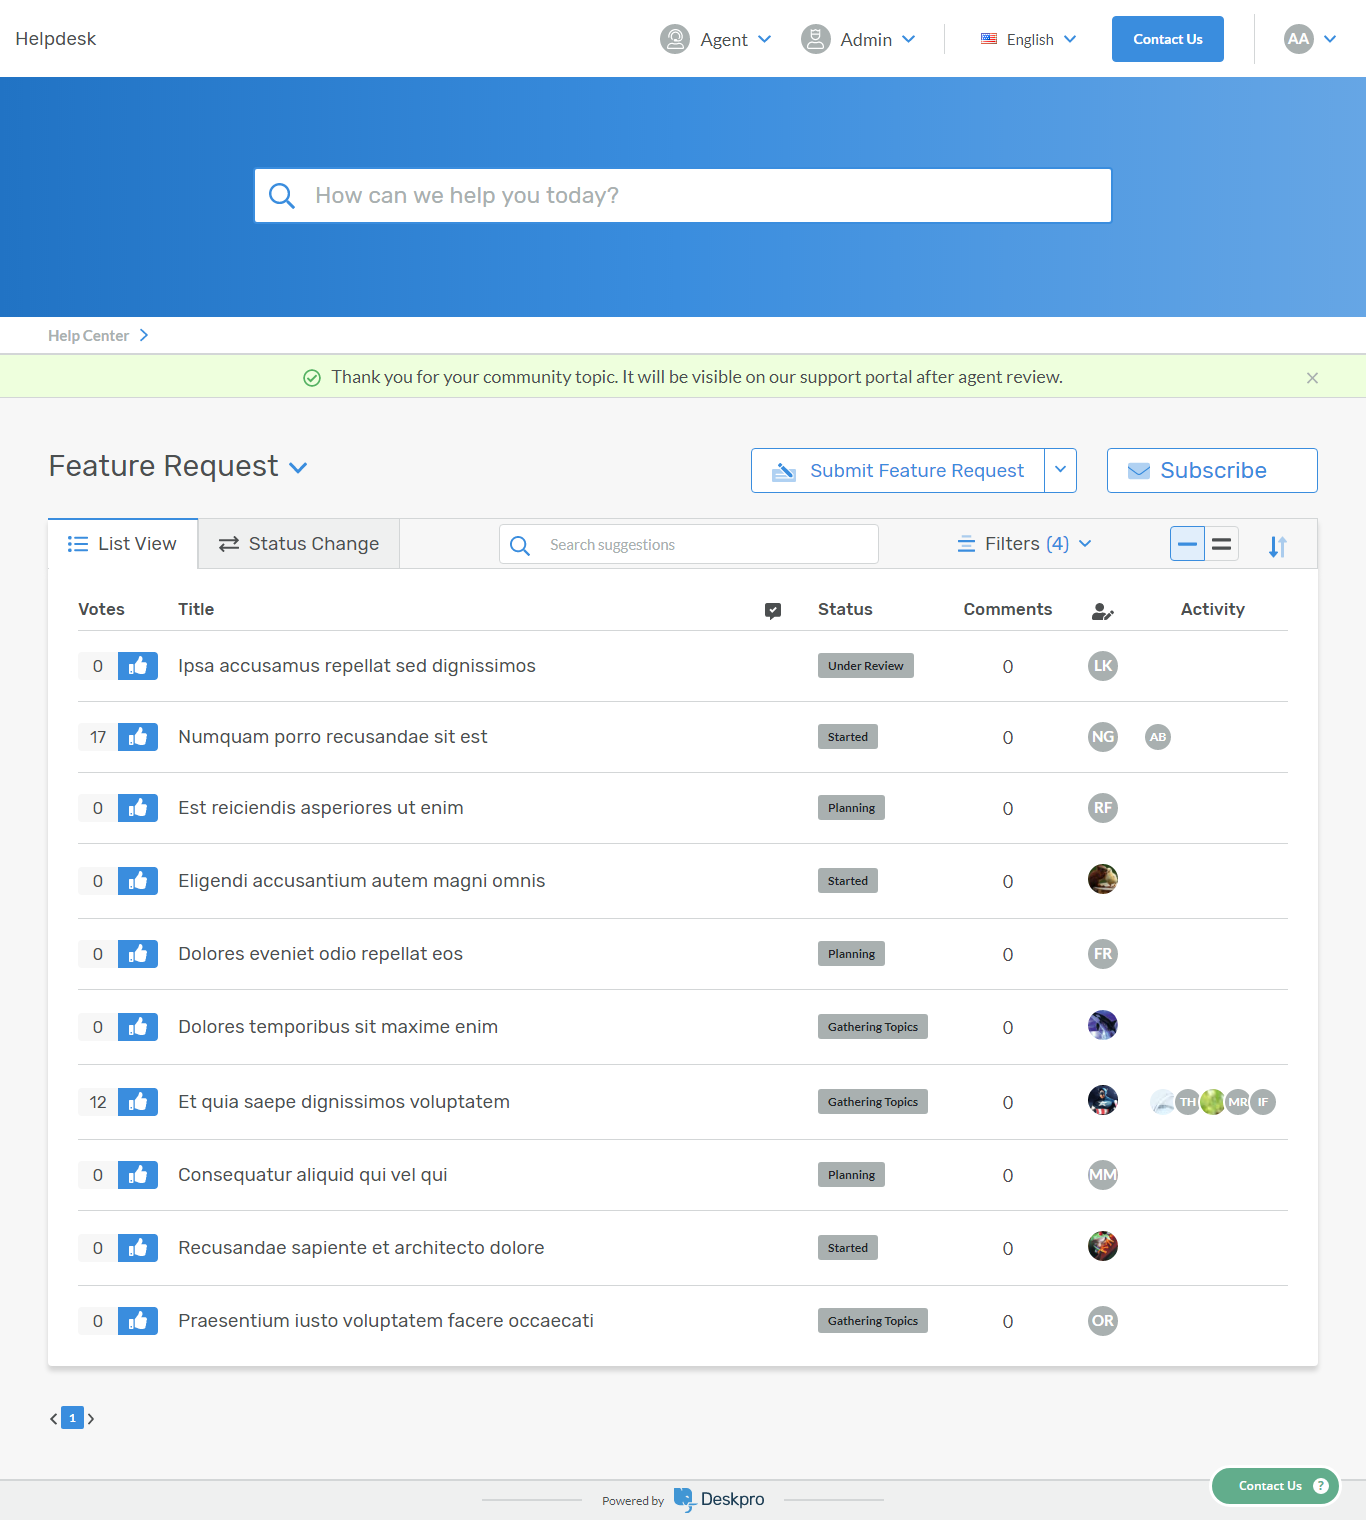 Helpdesk
Agent
Admin
English
Contact Us
AA
How can we help you today?
Help Center
Thank you for your community topic. It will be visible on our support portal after agent review.
Feature Request
Submit Feature Request
Subscribe
List View
Status Change
Search suggestions
Filters (4)
Votes Title Status Comments Activity
0 Ipsa accusamus repellat sed dignissimos Under Review 0 LK
17 Numquam porro recusandae sit est Started 0 NG AB
0 Est reiciendis asperiores ut enim Planning 0 RF
0 Eligendi accusantium autem magni omnis Started 0
0 Dolores eveniet odio repellat eos Planning 0 FR
0 Dolores temporibus sit maxime enim Gathering Topics 0
12 Et quia saepe dignissimos voluptatem Gathering Topics 0 TH MR IF
0 Consequatur aliquid qui vel qui Planning 0 MM
0 Recusandae sapiente et architecto dolore Started 0
0 Praesentium iusto voluptatem facere occaecati Gathering Topics 0 OR
1
Contact Us ?
Powered by Deskpro